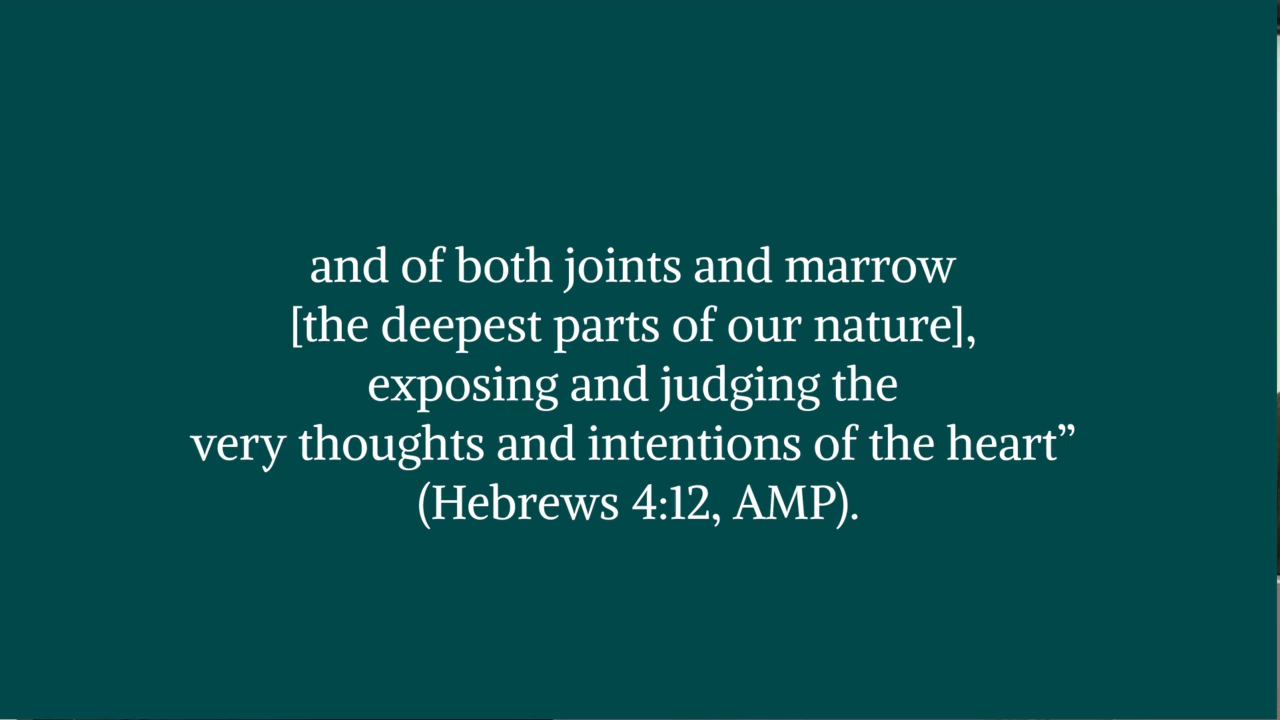 and of both joints and marrow
[the deepest parts of our nature],
exposing and judging the
very thoughts and intentions of the heart”
(Hebrews 4:12, AMP).